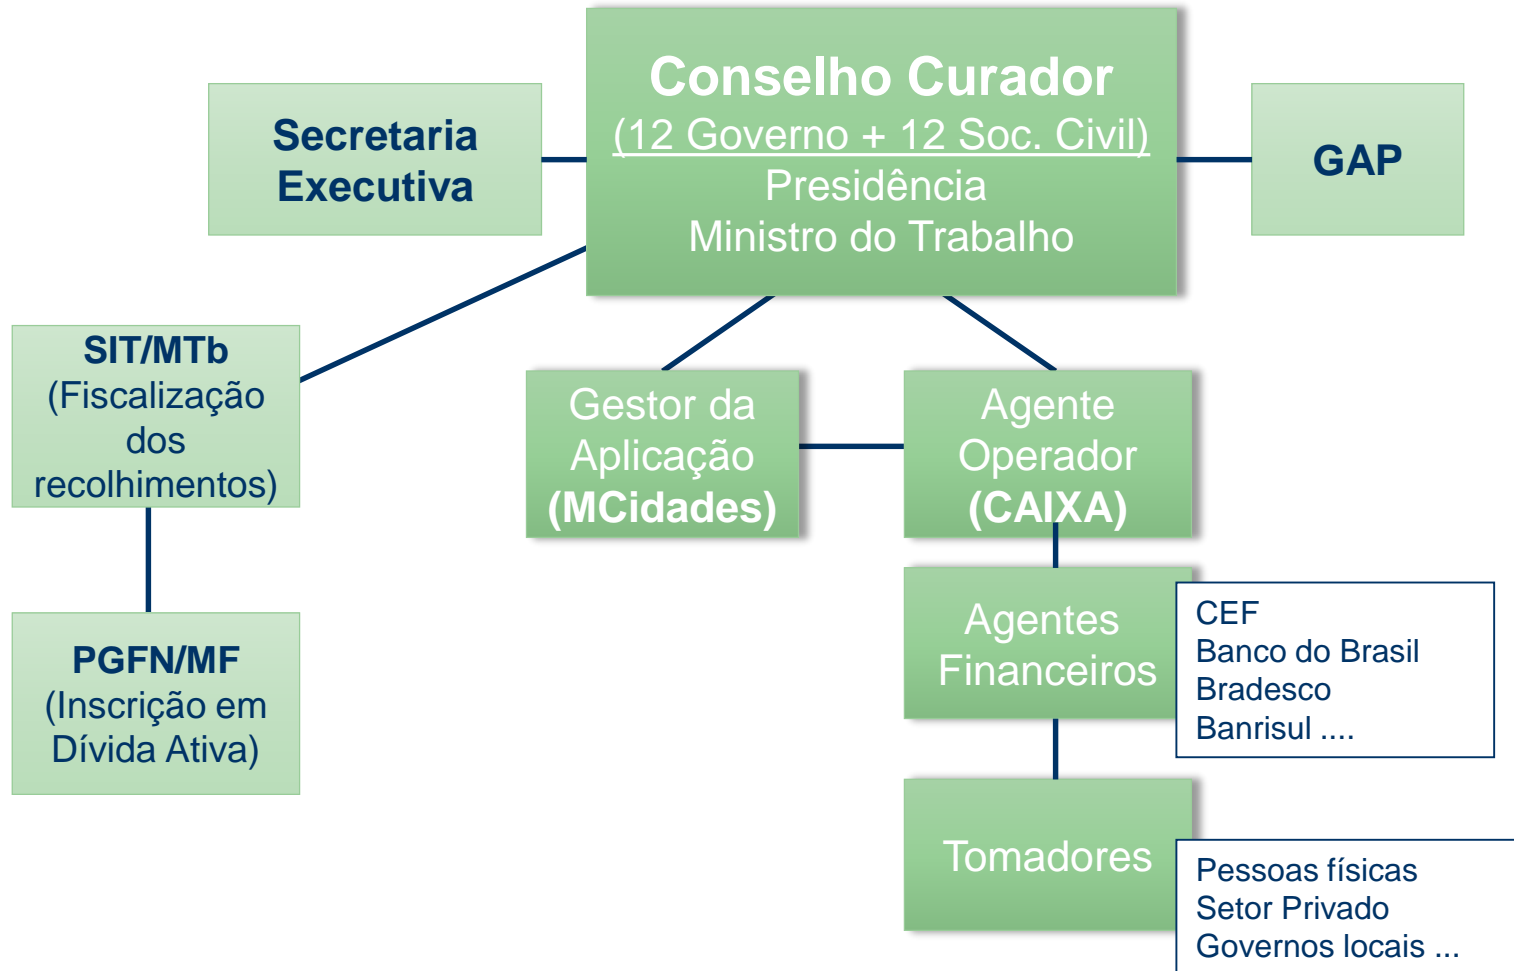 Conselho Curador
(12 Governo + 12 Soc. Civil)
Presidência
Ministro do Trabalho
Secretaria
Executiva
GAP
SIT/MTb
(Fiscalização
dos
recolhimentos)
Gestor da
Aplicação
(MCidades)
Agente
Operador
(CAIXA)
PGFN/MF
(Inscrição em
Dívida Ativa)
Agentes
Financeiros
CEF
Banco do Brasil
Bradesco
Banrisul ....
Tomadores
Pessoas físicas
Setor Privado
Governos locais ...